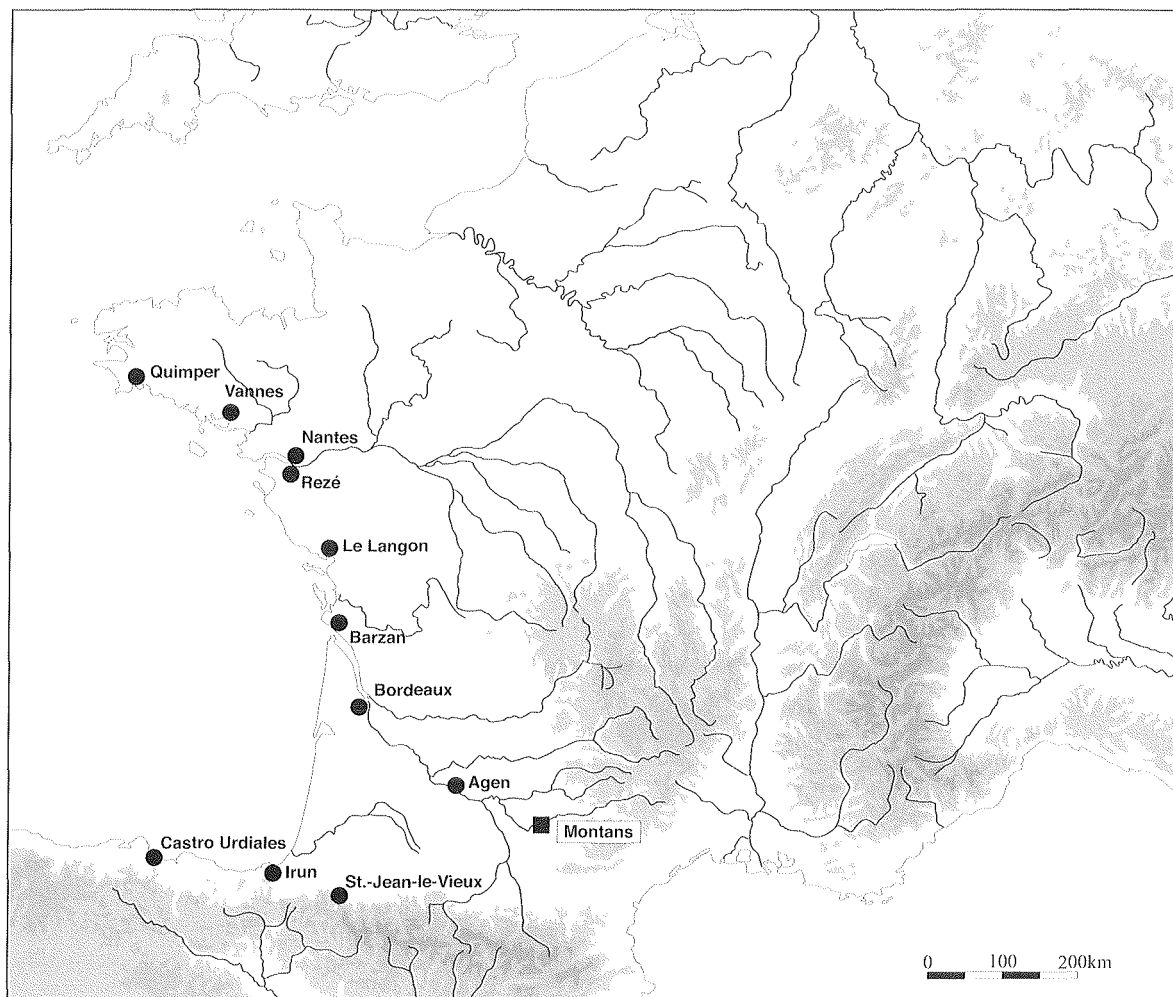 Quimper
Vannes
Nantes
Rezé
Le Langon
Barzan
Bordeaux
Agen
Montans
Castro Urdiales
Irun
St.-Jean-le-Vieux
0 100 200km